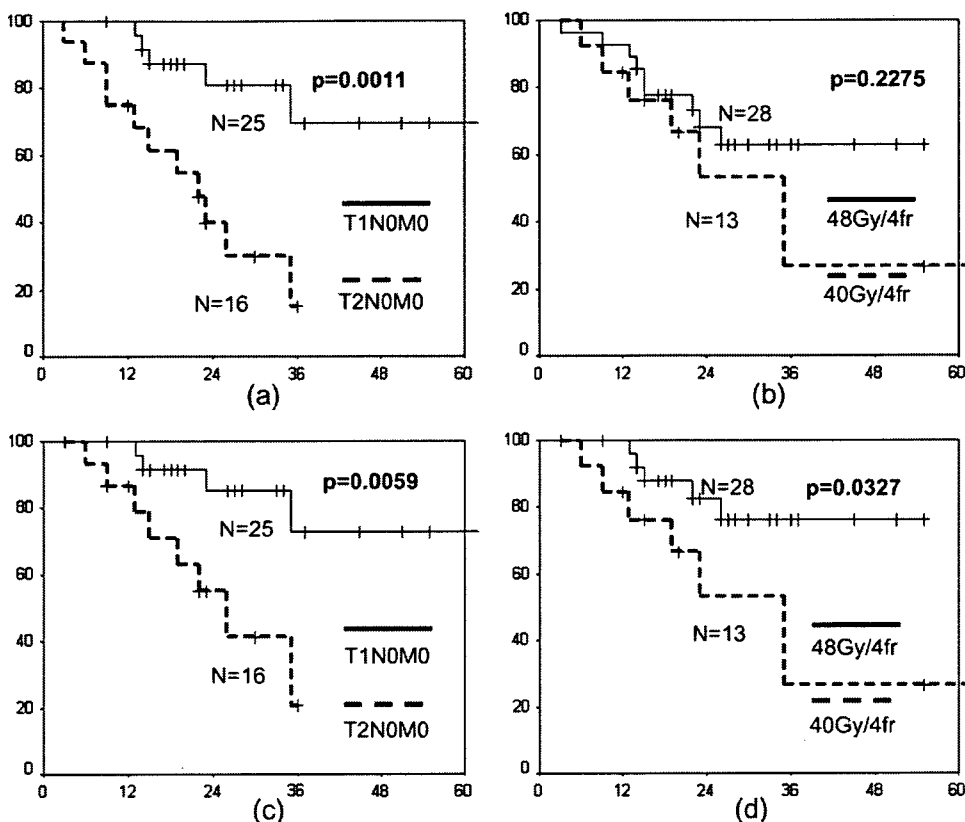 100
80
60
40
20
0
0 12 24 36 48 60
p=0.0011
N=25
T1N0M0
N=16
T2N0M0
(a)
100
80
60
40
20
0
0 12 24 36 48 60
p=0.2275
N=28
N=13
48Gy/4fr
40Gy/4fr
(b)
100
80
60
40
20
0
0 12 24 36 48 60
p=0.0059
N=25
T1N0M0
N=16
T2N0M0
(c)
100
80
60
40
20
0
0 12 24 36 48 60
N=28
p=0.0327
N=13
48Gy/4fr
40Gy/4fr
(d)